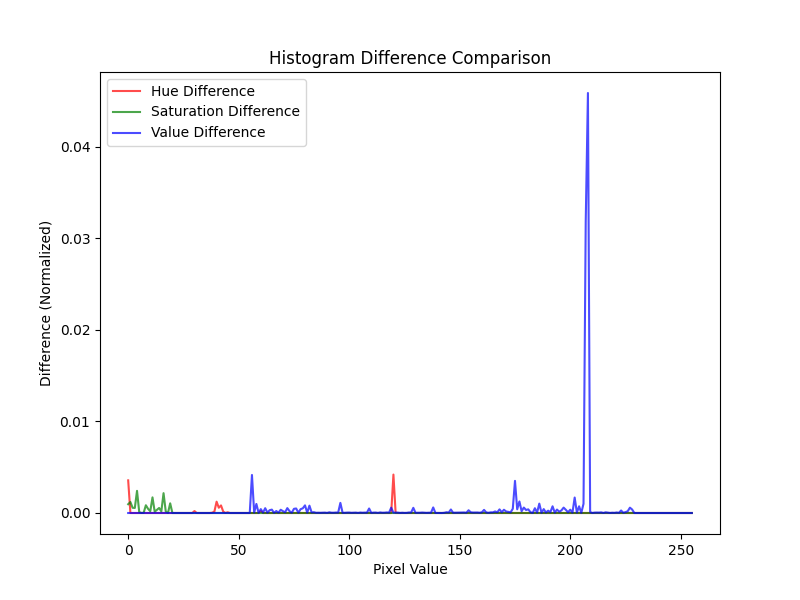 Histogram Difference Comparison
Hue Difference
Saturation Difference
Value Difference
Difference (Normalized)
0.04
0.03
0.02
0.01
0.00
0 50 100 150 200 250
Pixel Value